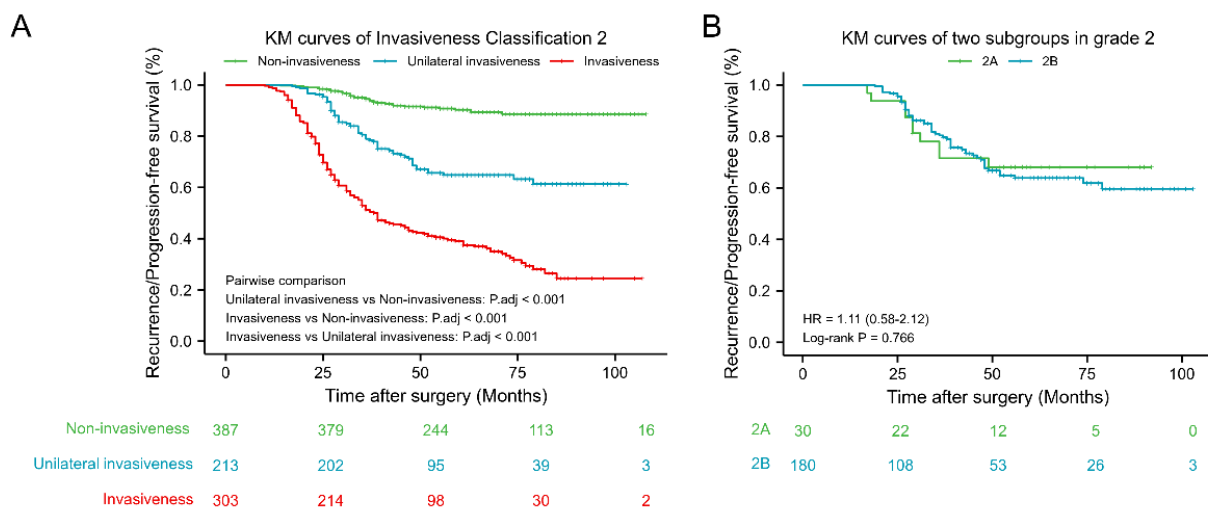 A
KM curves of Invasiveness Classification 2
Non-invasiveness Unilateral invasiveness Invasiveness
Recurrence/Progression-free survival (%)
1.0
0.8
0.6
0.4
0.2
0.0
Pairwise comparison
Unilateral invasiveness vs Non-invasiveness: P.adj < 0.001
Invasiveness vs Non-invasiveness: P.adj < 0.001
Invasiveness vs Unilateral invasiveness: P.adj < 0.001
0 25 50 75 100
Time after surgery (Months)
Non-invasiveness 387 379 244 113 16
Unilateral invasiveness 213 202 95 39 3
Invasiveness 303 214 98 30 2
B
KM curves of two subgroups in grade 2
2A 2B
Recurrence/Progression-free survival (%)
1.0
0.8
0.6
0.4
0.2
0.0
HR = 1.11 (0.58-2.12)
Log-rank P = 0.766
0 25 50 75 100
Time after surgery (Months)
2A 30 22 12 5 0
2B 180 108 53 26 3